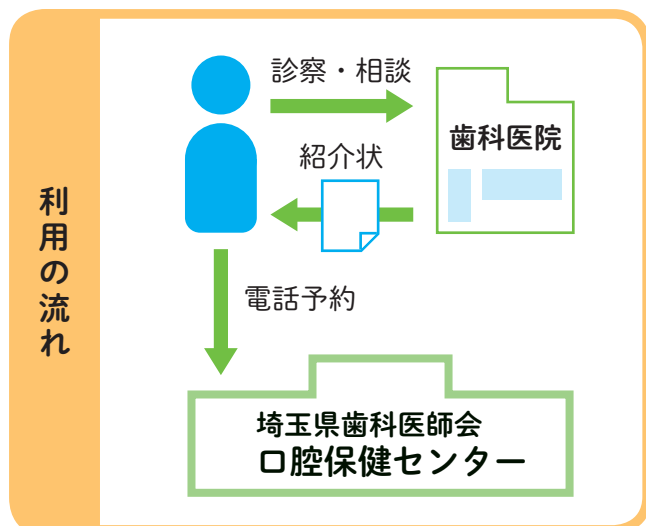 利用の流れ
診察・相談
歯科医院
紹介状
電話予約
埼玉県歯科医師会
口腔保健センター